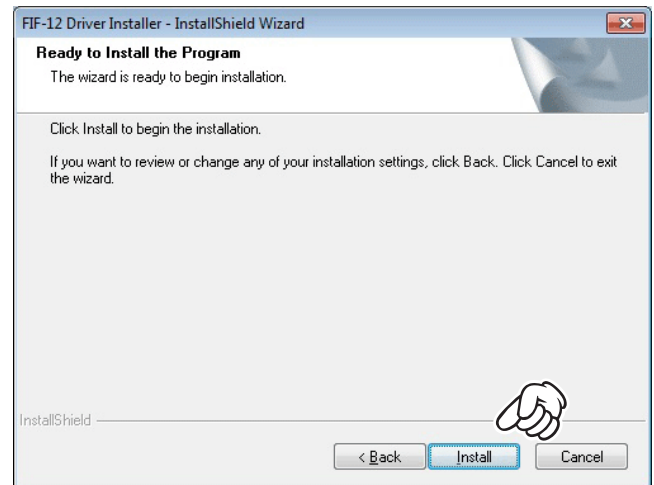 FIF-12 Driver Installer - InstallShield Wizard
Ready to Install the Program
The wizard is ready to begin installation.
Click Install to begin the installation.
If you want to review or change any of your installation settings, click Back. Click Cancel to exit
the wizard.
InstallShield
< Back Install Cancel